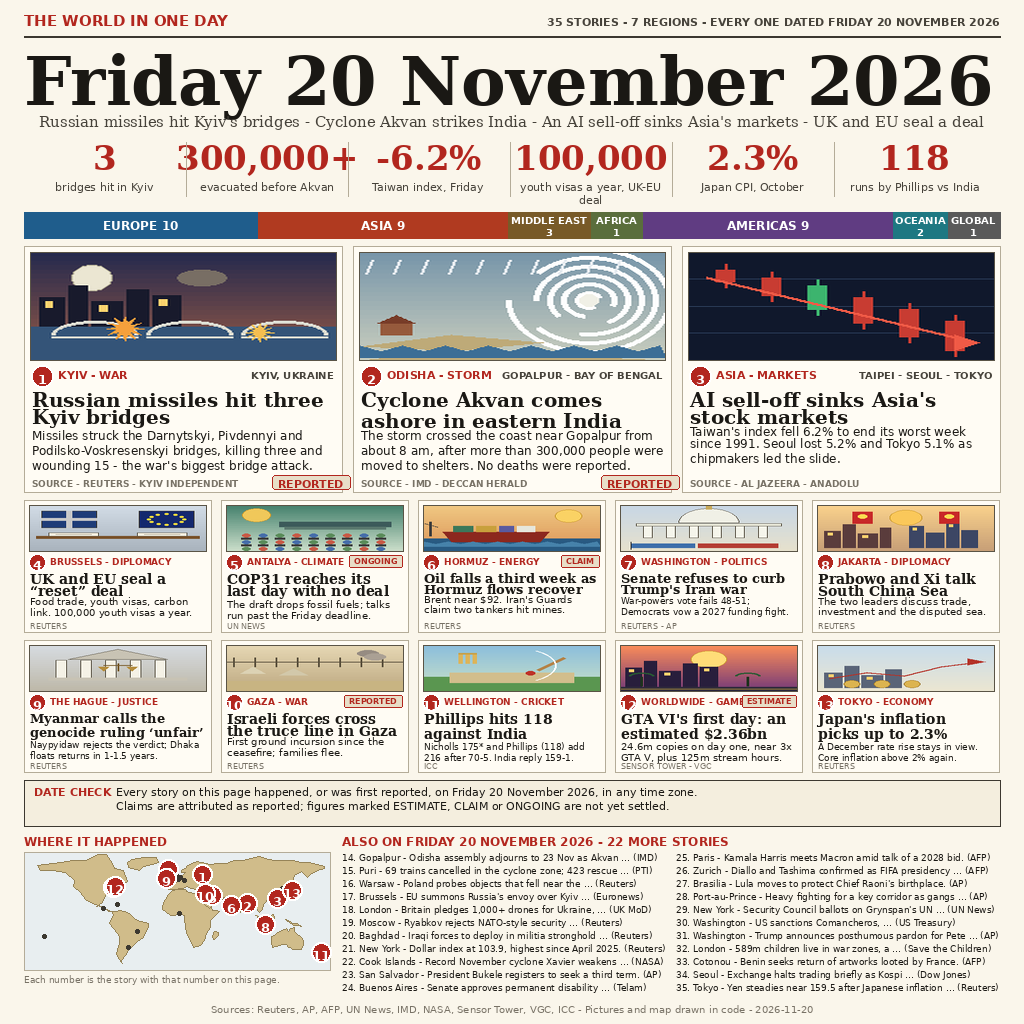 THE WORLD IN ONE DAY
35 STORIES - 7 REGIONS - EVERY ONE DATED FRIDAY 20 NOVEMBER 2026
Friday 20 November 2026
Russian missiles hit Kyiv's bridges - Cyclone Akvan strikes India - An AI sell-off sinks Asia's markets - UK and EU seal a deal
3
bridges hit in Kyiv
300,000+
evacuated before Akvan
-6.2%
Taiwan index, Friday
100,000
youth visas a year, UK-EU
deal
2.3%
Japan CPI, October
118
runs by Phillips vs India
EUROPE 10
ASIA 9
MIDDLE EAST
3
AFRICA
1
AMERICAS 9
OCEANIA
2
GLOBAL
1
1 KYIV - WAR
KYIV, UKRAINE
Russian missiles hit three
Kyiv bridges
Missiles struck the Darnytskyi, Pivdennyi and
Podilsko-Voskresenskyi bridges, killing three and
wounding 15 - the war's biggest bridge attack.
SOURCE - REUTERS - KYIV INDEPENDENT
REPORTED
2 ODISHA - STORM
GOPALPUR - BAY OF BENGAL
Cyclone Akvan comes
ashore in eastern India
The storm crossed the coast near Gopalpur from
about 8 am, after more than 300,000 people were
moved to shelters. No deaths were reported.
SOURCE - IMD - DECCAN HERALD
REPORTED
3 ASIA - MARKETS
TAIPEI - SEOUL - TOKYO
AI sell-off sinks Asia's
stock markets
Taiwan's index fell 6.2% to end its worst week
since 1991. Seoul lost 5.2% and Tokyo 5.1% as
chipmakers led the slide.
SOURCE - AL JAZEERA - ANADOLU
4 BRUSSELS - DIPLOMACY
UK and EU seal a
“reset” deal
Food trade, youth visas, carbon
link. 100,000 youth visas a year.
REUTERS
5 ANTALYA - CLIMATE
ONGOING
COP31 reaches its
last day with no deal
The draft drops fossil fuels; talks
run past the Friday deadline.
UN NEWS
6 HORMUZ - ENERGY
CLAIM
Oil falls a third week as
Hormuz flows recover
Brent near $92. Iran's Guards
claim two tankers hit mines.
REUTERS
7 WASHINGTON - POLITICS
Senate refuses to curb
Trump's Iran war
War-powers vote fails 48-51;
Democrats vow a 2027 funding fight.
REUTERS - AP
8 JAKARTA - DIPLOMACY
Prabowo and Xi talk
South China Sea
The two leaders discuss trade,
investment and the disputed sea.
REUTERS
9 THE HAGUE - JUSTICE
Myanmar calls the
genocide ruling ‘unfair’
Naypyidaw rejects the verdict; Dhaka
floats returns in 1-1.5 years.
REUTERS
10 GAZA - WAR
REPORTED
Israeli forces cross
the truce line in Gaza
First ground incursion since the
ceasefire; families flee.
REUTERS
11 WELLINGTON - CRICKET
Phillips hits 118
against India
Nicholls 175* and Phillips (118) add
216 after 70-5. India reply 159-1.
ICC
12 WORLDWIDE -
ESTIMATE
GTA VI's first day: an
estimated $2.36bn
24.6m copies on day one, near 3x
GTA V, plus 125m stream hours.
SENSOR TOWER - VGC
13 TOKYO - ECONOMY
Japan's inflation
picks up to 2.3%
A December rate rise stays in view.
Core inflation above 2% again.
REUTERS
DATE CHECK Every story on this page happened, or was first reported, on Friday 20 November 2026, in any time zone.
Claims are attributed as reported; figures marked ESTIMATE, CLAIM or ONGOING are not yet settled.
WHERE IT HAPPENED
9
1
12
10
6
2
3
13
8
11
Each number is the story with that number on this page.
ALSO ON FRIDAY 20 NOVEMBER 2026 - 22 MORE STORIES
14. Gopalpur - Odisha assembly adjourns to 23 Nov as Akvan ... (IMD)
15. Puri - 69 trains cancelled in the cyclone zone; 423 rescue ... (PTI)
16. Warsaw - Poland probes objects that fell near the ... (Reuters)
17. Brussels - EU summons Russia's envoy over Kyiv ... (Euronews)
18. London - Britain pledges 1,000+ drones for Ukraine, ... (UK MoD)
19. Moscow - Ryabkov rejects NATO-style security ... (Reuters)
20. Baghdad - Iraqi forces to deploy in militia stronghold ... (Reuters)
21. New York - Dollar index at 103.9, highest since April 2025. (Reuters)
22. Cook Islands - Record November cyclone Xavier weakens ... (NASA)
23. San Salvador - President Bukele registers to seek a third term. (AP)
24. Buenos Aires - Senate approves permanent disability ... (Telam)
25. Paris - Kamala Harris meets Macron amid talk of a 2028 bid. (AFP)
26. Zurich - Diallo and Tashima confirmed as FIFA presidency ... (AFP)
27. Brasilia - Lula moves to protect Chief Raoni's birthplace. (AP)
28. Port-au-Prince - Heavy fighting for a key corridor as gangs ... (AP)
29. New York - Security Council ballots on Grynspan's UN ... (UN News)
30. Washington - US sanctions Comancheros, ... (US Treasury)
31. Washington - Trump announces posthumous pardon for Pete ... (AP)
32. London - 589m children live in war zones, a ... (Save the Children)
33. Cotonou - Benin seeks return of artworks looted by France. (AFP)
34. Seoul - Exchange halts trading briefly as Kospi ... (Dow Jones)
35. Tokyo - Yen steadies near 159.5 after Japanese inflation ... (Reuters)
Sources: Reuters, AP, AFP, UN News, IMD, NASA, Sensor Tower, VGC, ICC - Pictures and map drawn in code - 2026-11-20